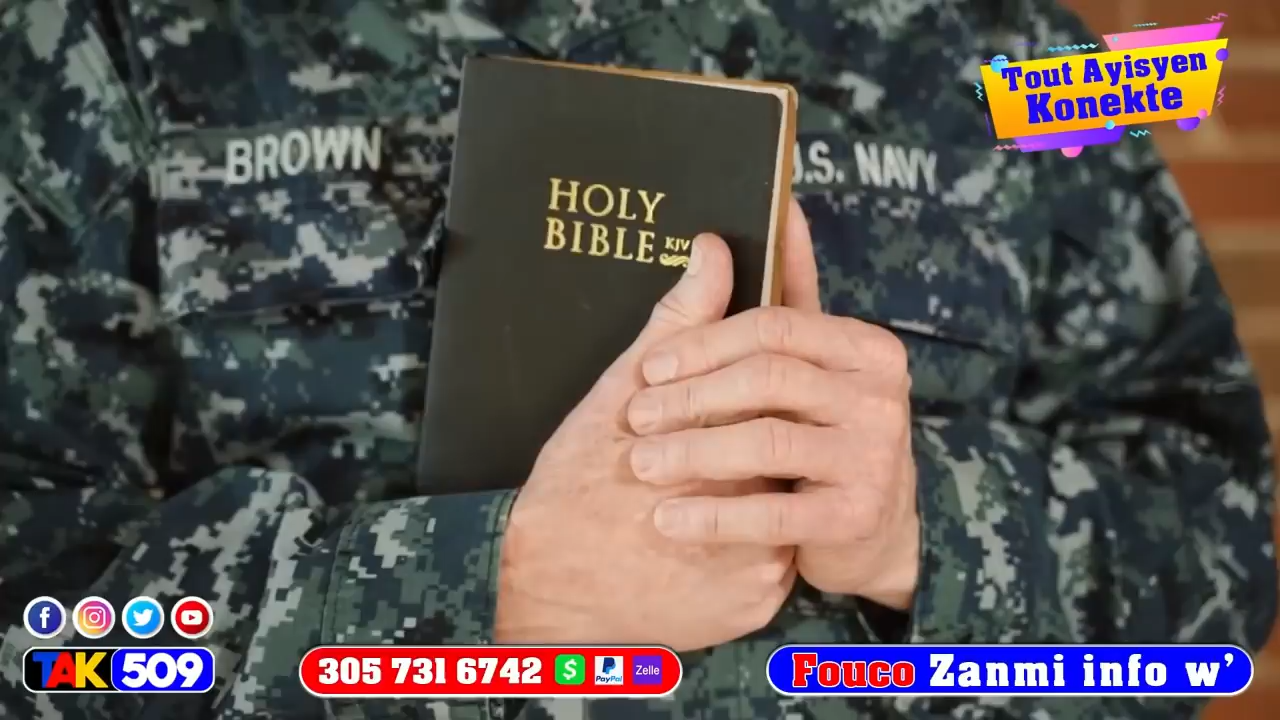 Tout Ayisyen
Konekte
BROWN
U.S. NAVY
HOLY
BIBLE KJV
TAK 509
305 731 6742
PayPal
Zelle
Fouco Zanmi info w'